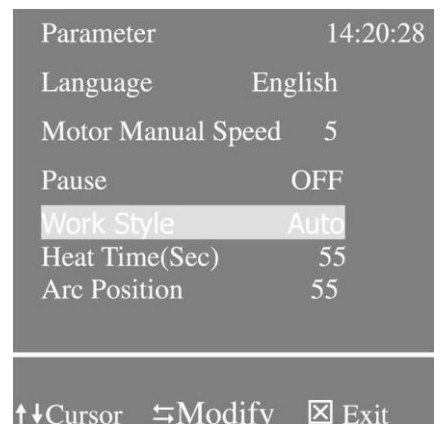 Parameter 14:20:28
Language English
Motor Manual Speed 5
Pause OFF
Work Style Auto
Heat Time(Sec) 55
Arc Position 55
↑↓Cursor ⇆Modify ☒ Exit